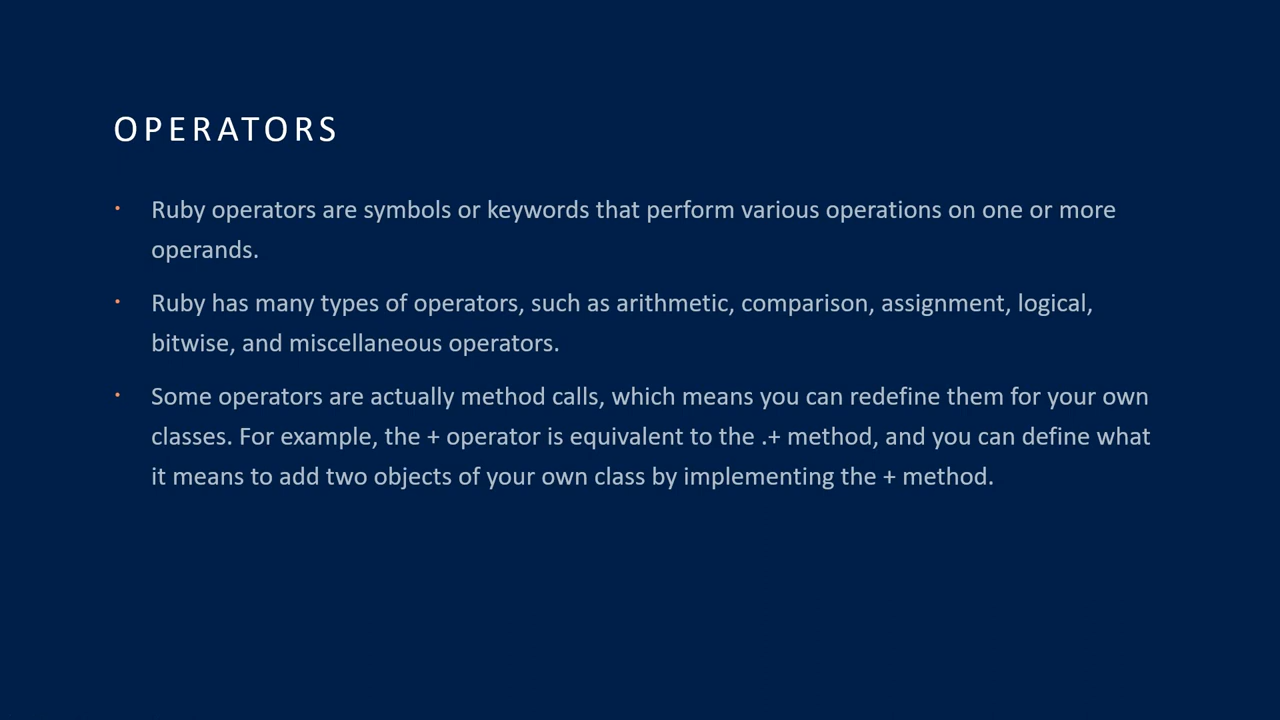 OPERATORS
· Ruby operators are symbols or keywords that perform various operations on one or more
operands.
· Ruby has many types of operators, such as arithmetic, comparison, assignment, logical,
bitwise, and miscellaneous operators.
· Some operators are actually method calls, which means you can redefine them for your own
classes. For example, the + operator is equivalent to the .+ method, and you can define what
it means to add two objects of your own class by implementing the + method.